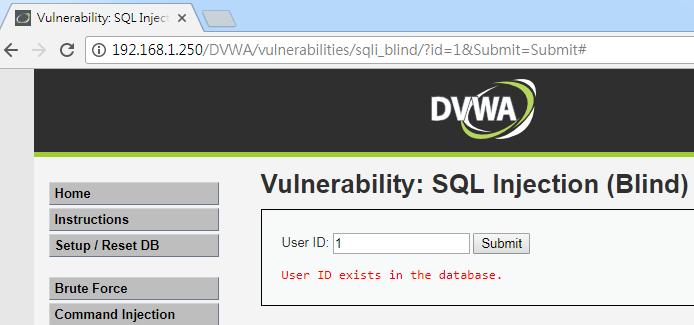 Vulnerability: SQL Inject
192.168.1.250/DVWA/vulnerabilities/sqli_blind/?id=1&Submit=Submit#
DVWA
Home
Instructions
Setup / Reset DB
Brute Force
Command Injection
Vulnerability: SQL Injection (Blind)
User ID: 1 Submit
User ID exists in the database.